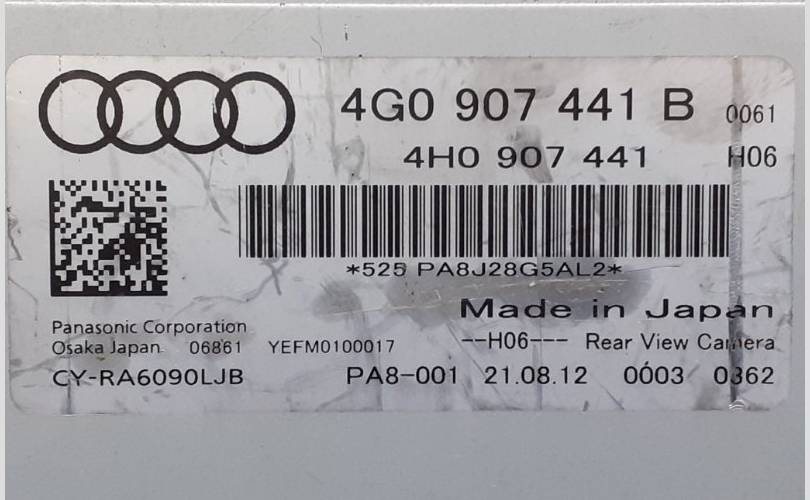 4G0 907 441 B 0061
4H0 907 441 H06
*525 PA8J28G5AL2*
Made in Japan
Panasonic Corporation
Osaka Japan 06861 YEFM0100017 --H06--- Rear View Camera
CY-RA6090LJB PA8-001 21.08.12 0003 0362